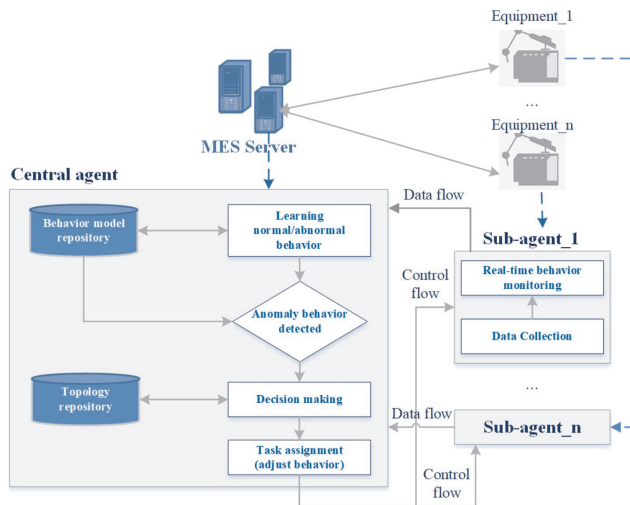 Equipment_1
...
Equipment_n
MES Server
Central agent
Behavior model
repository
Learning
normal/abnormal
behavior
Anomaly behavior
detected
Topology
repository
Decision making
Task assignment
(adjust behavior)
Data flow
Control
flow
Sub-agent_1
Real-time behavior
monitoring
Data Collection
...
Data flow
Sub-agent_n
Control
flow